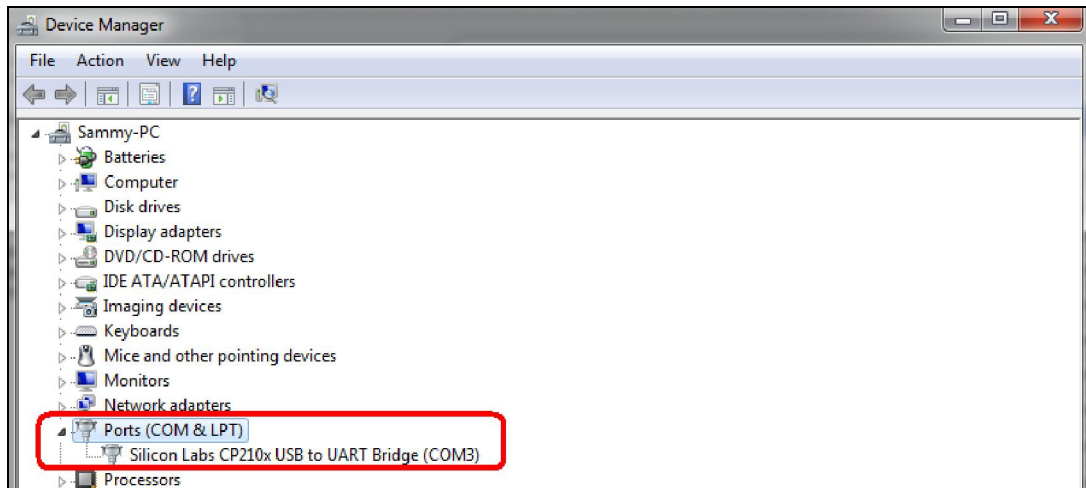 Device Manager
File Action View Help
Sammy-PC
Batteries
Computer
Disk drives
Display adapters
DVD/CD-ROM drives
IDE ATA/ATAPI controllers
Imaging devices
Keyboards
Mice and other pointing devices
Monitors
Network adapters
Ports (COM & LPT)
Silicon Labs CP210x USB to UART Bridge (COM3)
Processors